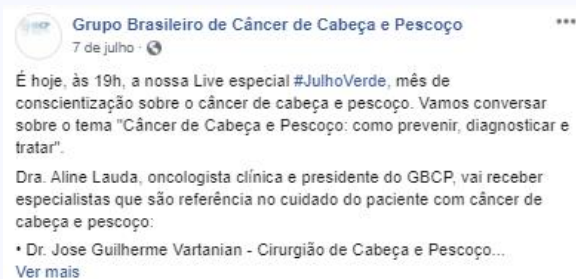 Grupo Brasileiro de Câncer de Cabeça e Pescoço
7 de julho ·
É hoje, às 19h, a nossa Live especial #JulhoVerde, mês de
conscientização sobre o câncer de cabeça e pescoço. Vamos conversar
sobre o tema "Câncer de Cabeça e Pescoço: como prevenir, diagnosticar e
tratar".
Dra. Aline Lauda, oncologista clínica e presidente do GBCP, vai receber
especialistas que são referência no cuidado do paciente com câncer de
cabeça e pescoço:
• Dr. Jose Guilherme Vartanian - Cirurgião de Cabeça e Pescoço...
Ver mais